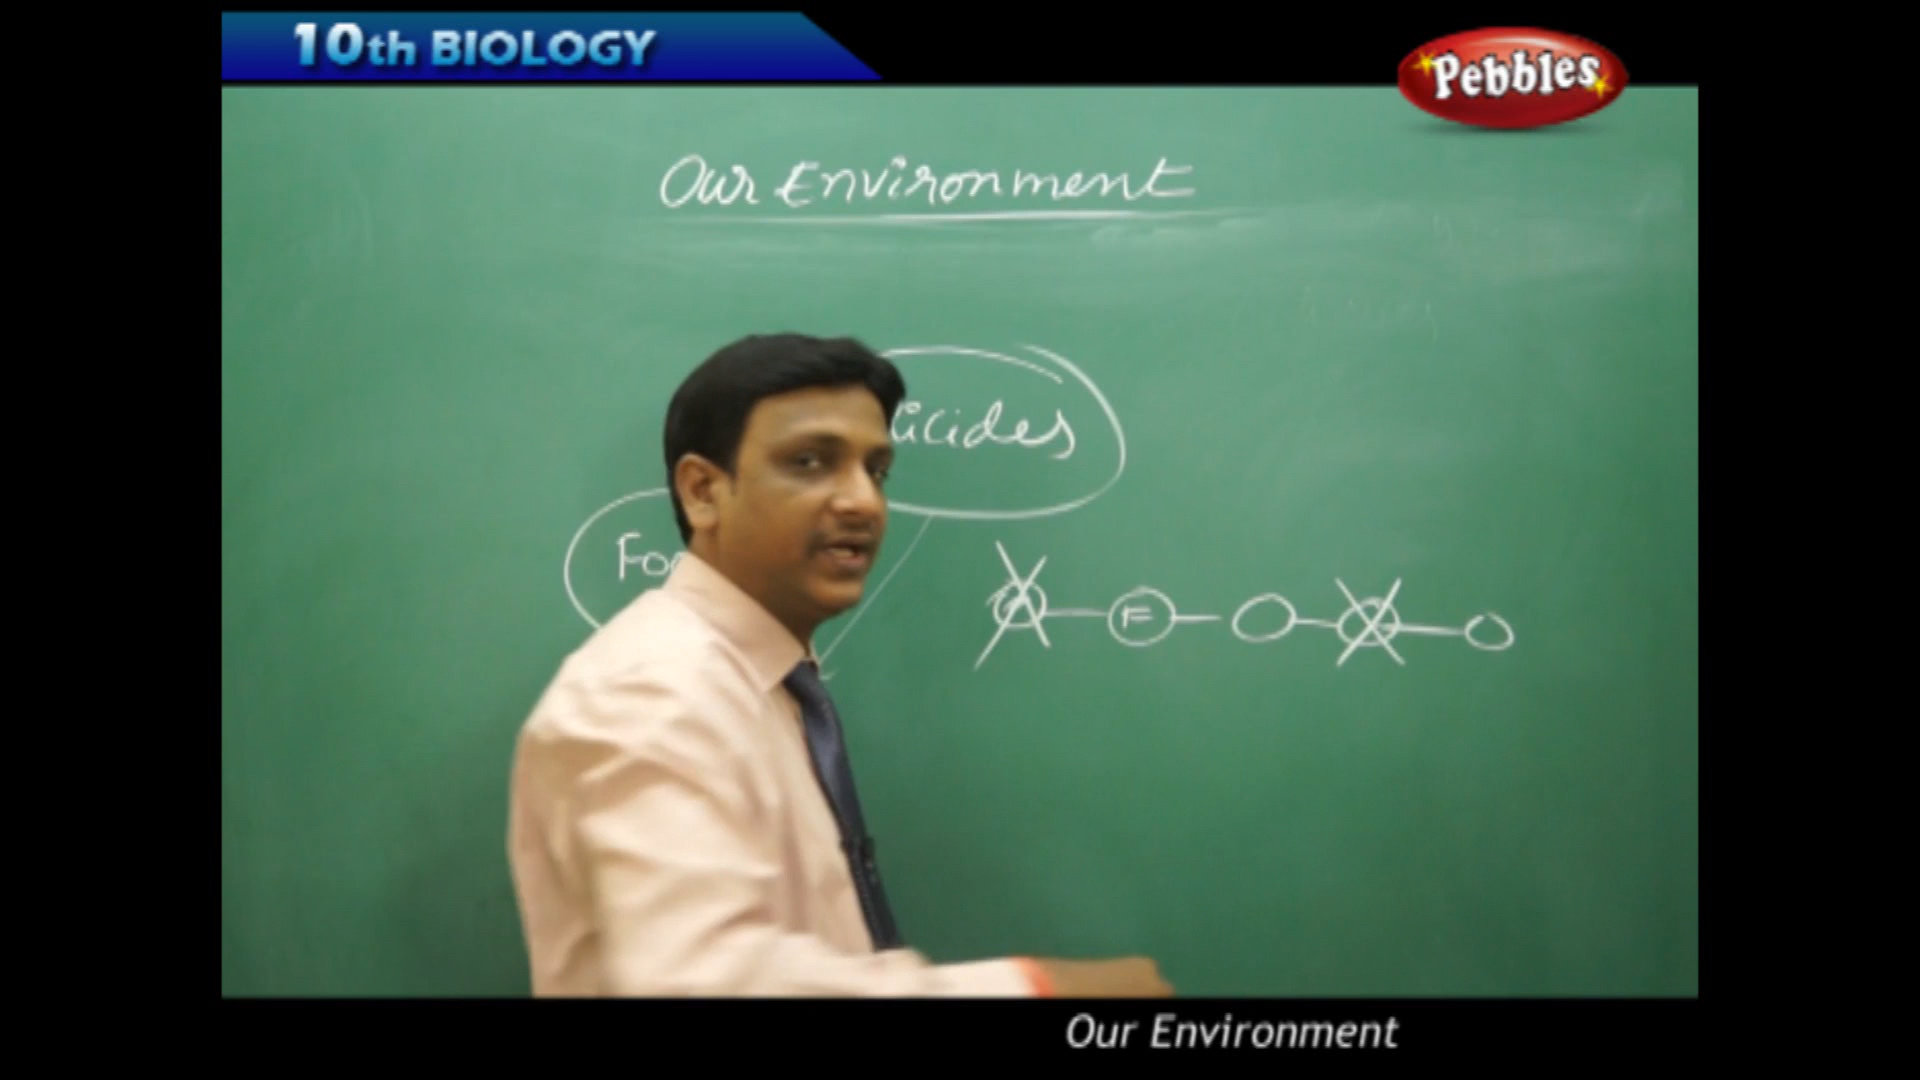 10th BIOLOGY
Pebbles
Our Environment
F
Our Environment